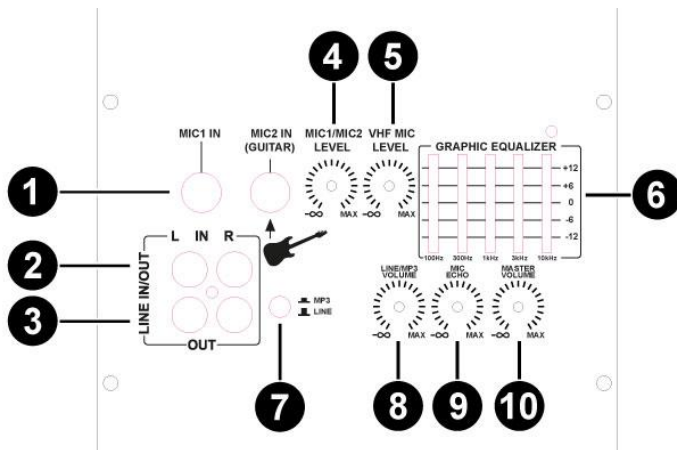 4
5
MIC1 IN
MIC2 IN
(GUITAR)
MIC1/MIC2
LEVEL
VHF MIC
LEVEL
GRAPHIC EQUALIZER
+12
+6
0
-6
-12
100Hz 300Hz 1kHz 3kHz 10kHz
-∞ MAX
-∞ MAX
1
6
L IN R
LINE IN/OUT
OUT
2
3
MP3
LINE
7
LINE/MP3
VOLUME
MIC
ECHO
MASTER
VOLUME
-∞ MAX
-∞ MAX
-∞ MAX
8
9
10